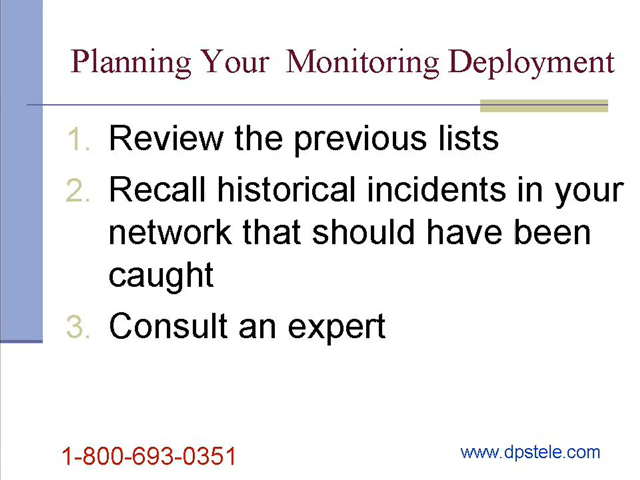 Planning Your Monitoring Deployment
1. Review the previous lists
2. Recall historical incidents in your
network that should have been
caught
3. Consult an expert
1-800-693-0351
www.dpstele.com